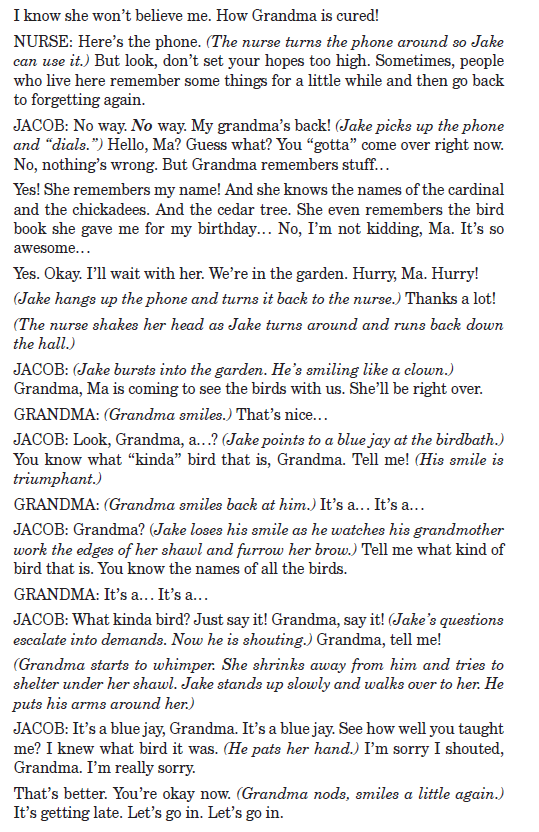 I know she won’t believe me. How Grandma is cured!
NURSE: Here’s the phone. (The nurse turns the phone around so Jake
can use it.) But look, don’t set your hopes too high. Sometimes, people
who live here remember some things for a little while and then go back
to forgetting again.
JACOB: No way. No way. My grandma’s back! (Jake picks up the phone
and “dials.”) Hello, Ma? Guess what? You “gotta” come over right now.
No, nothing’s wrong. But Grandma remembers stuff…
Yes! She remembers my name! And she knows the names of the cardinal
and the chickadees. And the cedar tree. She even remembers the bird
book she gave me for my birthday… No, I’m not kidding, Ma. It’s so
awesome…
Yes. Okay. I’ll wait with her. We’re in the garden. Hurry, Ma. Hurry!
(Jake hangs up the phone and turns it back to the nurse.) Thanks a lot!
(The nurse shakes her head as Jake turns around and runs back down
the hall.)
JACOB: (Jake bursts into the garden. He’s smiling like a clown.)
Grandma, Ma is coming to see the birds with us. She’ll be right over.
GRANDMA: (Grandma smiles.) That’s nice…
JACOB: Look, Grandma, a…? (Jake points to a blue jay at the birdbath.)
You know what “kinda” bird that is, Grandma. Tell me! (His smile is
triumphant.)
GRANDMA: (Grandma smiles back at him.) It’s a… It’s a…
JACOB: Grandma? (Jake loses his smile as he watches his grandmother
work the edges of her shawl and furrow her brow.) Tell me what kind of
bird that is. You know the names of all the birds.
GRANDMA: It’s a… It’s a…
JACOB: What kinda bird? Just say it! Grandma, say it! (Jake’s questions
escalate into demands. Now he is shouting.) Grandma, tell me!
(Grandma starts to whimper. She shrinks away from him and tries to
shelter under her shawl. Jake stands up slowly and walks over to her. He
puts his arms around her.)
JACOB: It’s a blue jay, Grandma. It’s a blue jay. See how well you taught
me? I knew what bird it was. (He pats her hand.) I’m sorry I shouted,
Grandma. I’m really sorry.
That’s better. You’re okay now. (Grandma nods, smiles a little again.)
It’s getting late. Let’s go in. Let’s go in.